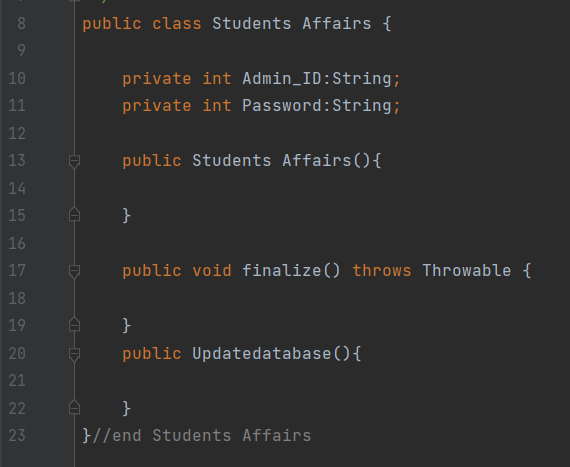 8 public class Students Affairs {
9
10 private int Admin_ID:String;
11 private int Password:String;
12
13 public Students Affairs(){
14
15 }
16
17 public void finalize() throws Throwable {
18
19 }
20 public Updatedatabase(){
21
22 }
23 }//end Students Affairs